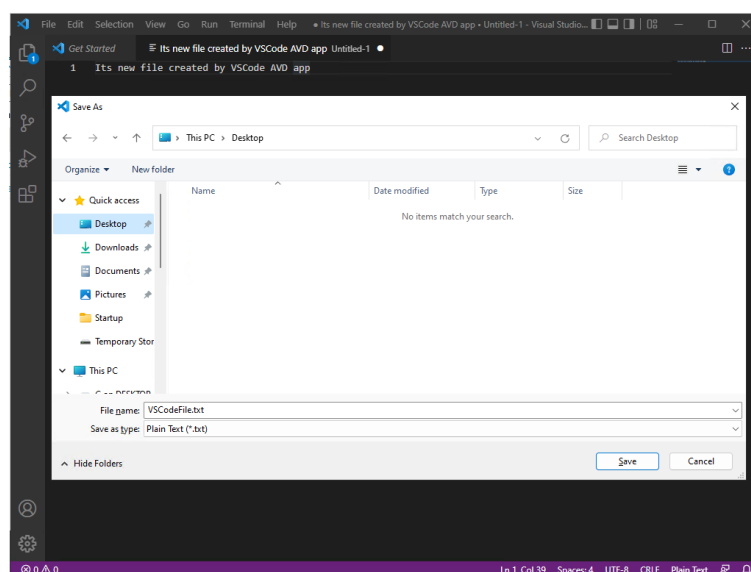 File Edit Selection View Go Run Terminal Help ● Its new file created by VSCode AVD app • Untitled-1 - Visual Studio...
Get Started Its new file created by VSCode AVD app Untitled-1 ●
1
1 Its new file created by VSCode AVD app
Save As
This PC > Desktop
Search Desktop
Organize New folder
Name Date modified Type Size
No items match your search.
Quick access
Desktop
Downloads
Documents
Pictures
Startup
Temporary Stor
This PC
File name: VSCodeFile.txt
Save as type: Plain Text (*.txt)
Hide Folders
Save Cancel
0 0 Ln 1, Col 39 Spaces: 4 UTF-8 CRLF Plain Text